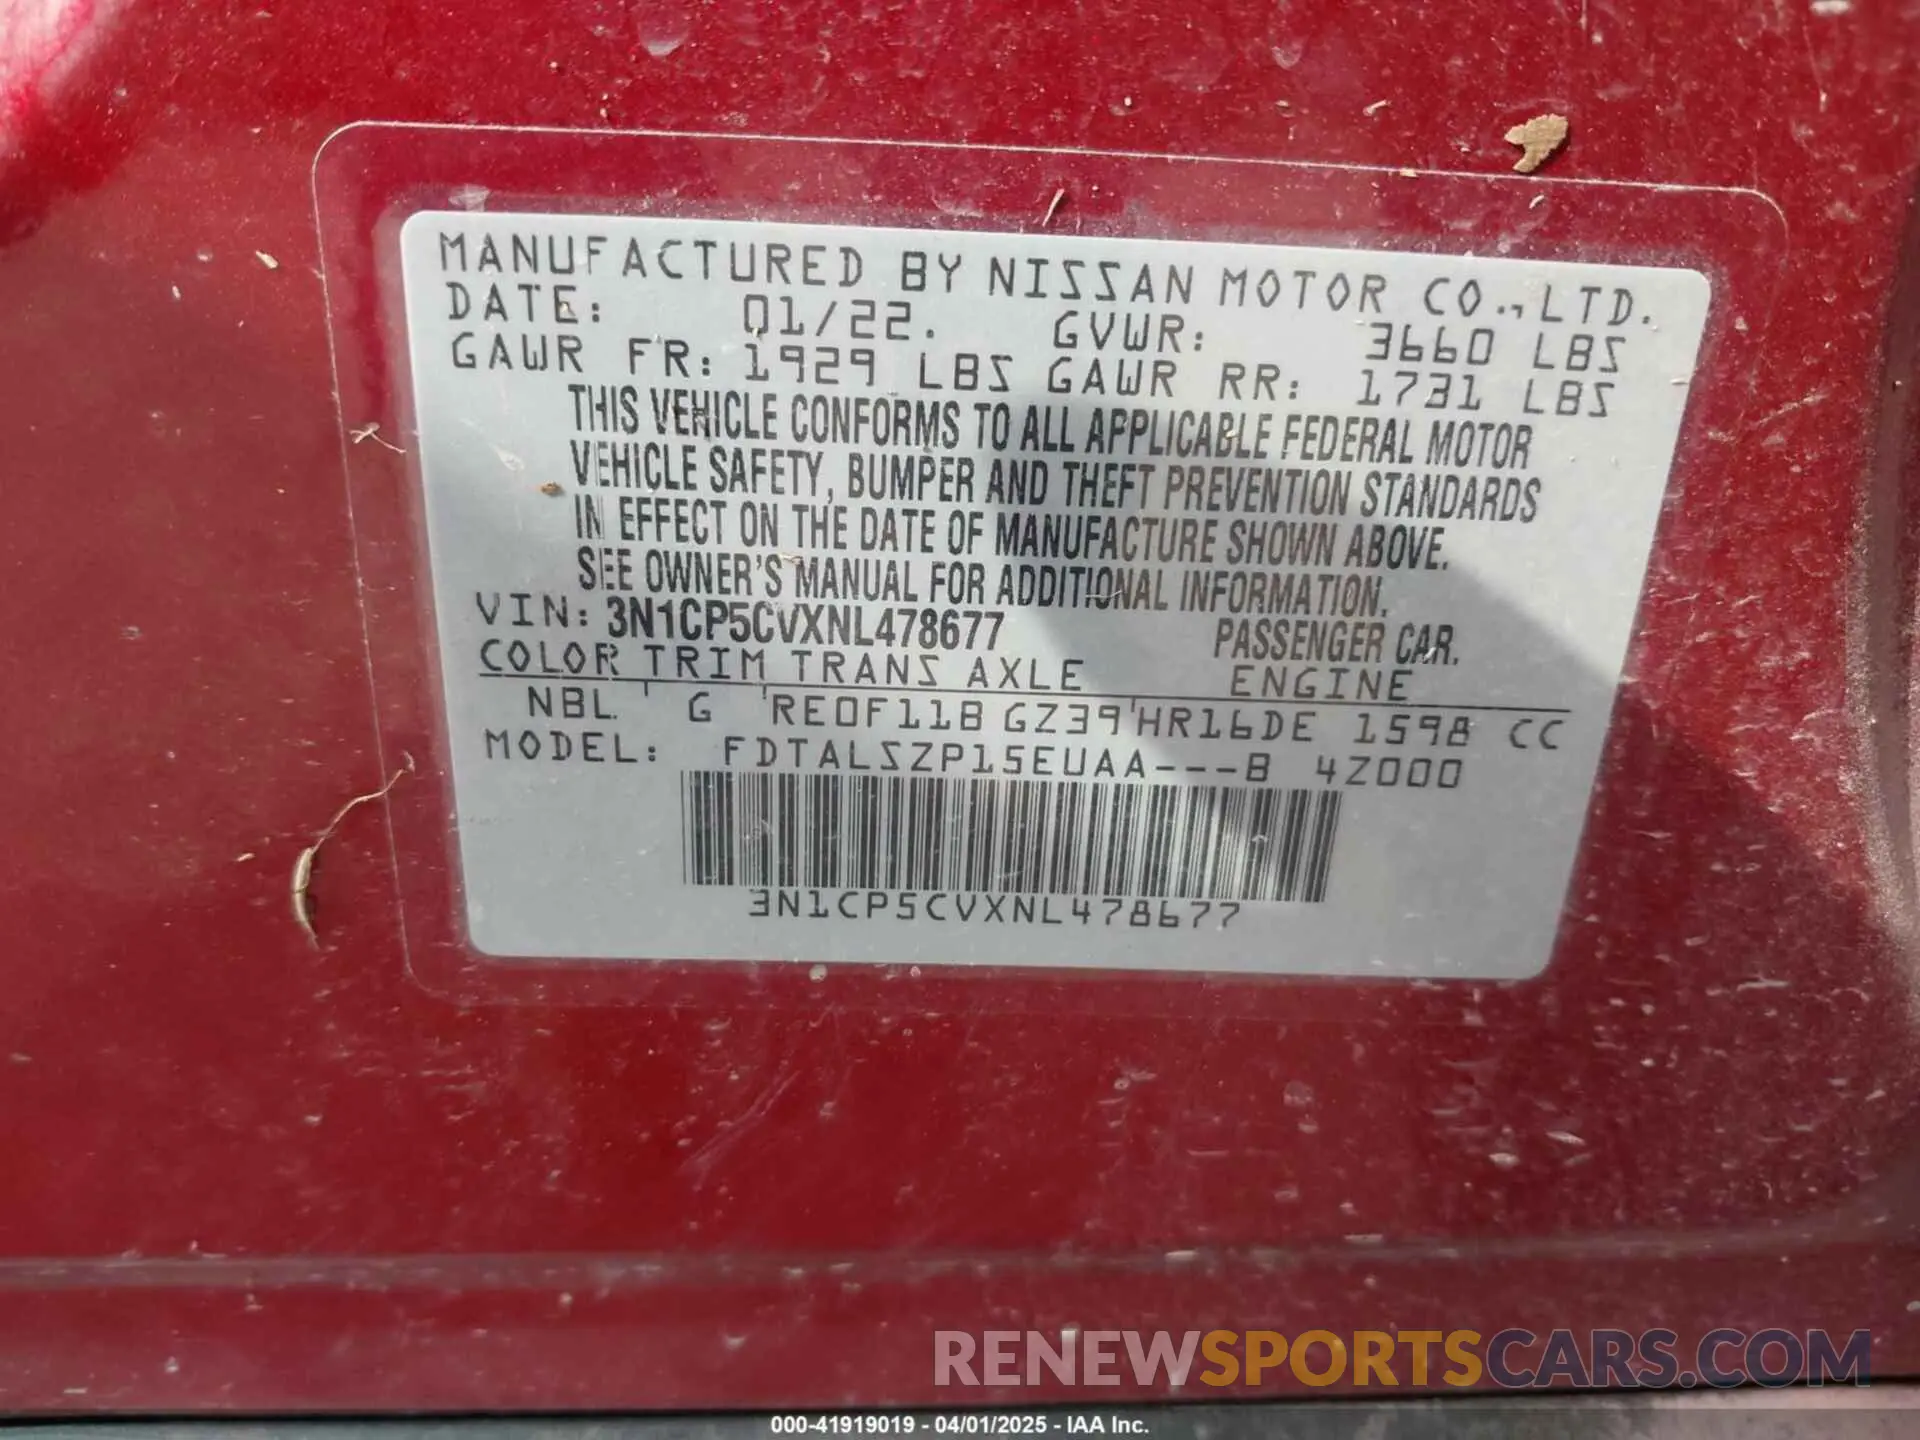 MANUFACTURED BY NISSAN MOTOR CO.,LTD.
DATE: 01/22. GVWR: 3660 LBS
GAWR FR: 1929 LBS GAWR RR: 1731 LBS
THIS VEHICLE CONFORMS TO ALL APPLICABLE FEDERAL MOTOR
VEHICLE SAFETY, BUMPER AND THEFT PREVENTION STANDARDS
IN EFFECT ON THE DATE OF MANUFACTURE SHOWN ABOVE.
SEE OWNER'S MANUAL FOR ADDITIONAL INFORMATION.
VIN: 3N1CP5CVXNL478677 PASSENGER CAR.
COLOR TRIM TRANS AXLE ENGINE
NBL G RE0F11B GZ39 HR16DE 1598 CC
MODEL: FDTALSZP15EUAA---B 4Z000
3N1CP5CVXNL478677
RENEWSPORTSCARS.COM
000-41919019 - 04/01/2025 - IAA Inc.